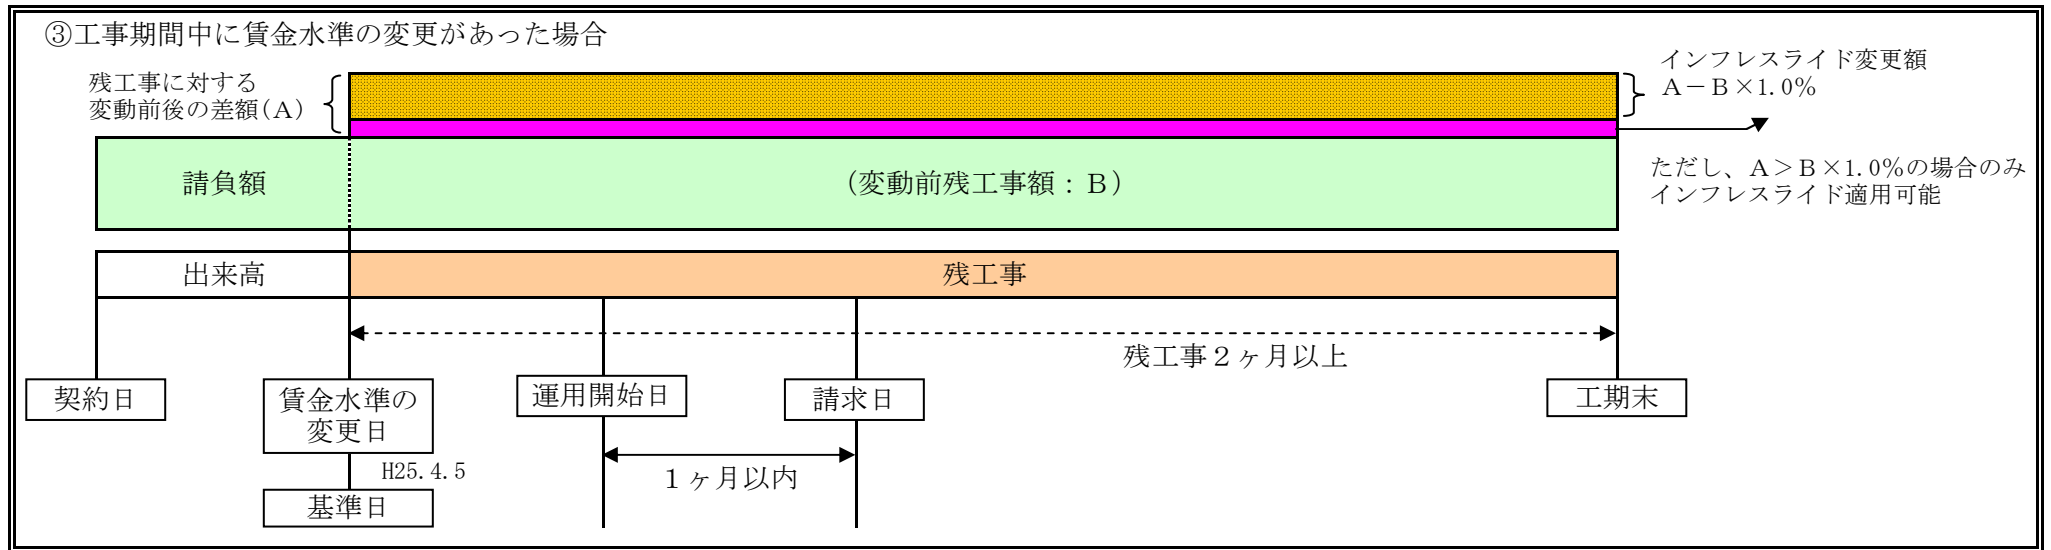 ③工事期間中に賃金水準の変更があった場合
残工事に対する
変動前後の差額(Ａ)
インフレスライド変更額
Ａ－Ｂ×1.0％
請負額
（変動前残工事額：Ｂ）
ただし、Ａ＞Ｂ×1.0％の場合のみ
インフレスライド適用可能
出来高
残工事
残工事２ヶ月以上
契約日
賃金水準の
変更日
運用開始日
請求日
工期末
H25.4.5
１ヶ月以内
基準日